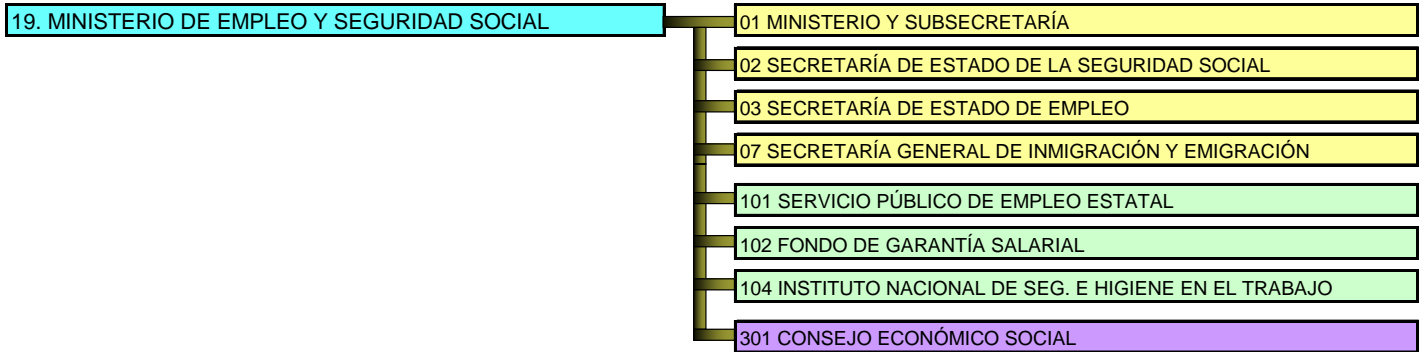 19. MINISTERIO DE EMPLEO Y SEGURIDAD SOCIAL
01 MINISTERIO Y SUBSECRETARÍA
02 SECRETARÍA DE ESTADO DE LA SEGURIDAD SOCIAL
03 SECRETARÍA DE ESTADO DE EMPLEO
07 SECRETARÍA GENERAL DE INMIGRACIÓN Y EMIGRACIÓN
101 SERVICIO PÚBLICO DE EMPLEO ESTATAL
102 FONDO DE GARANTÍA SALARIAL
104 INSTITUTO NACIONAL DE SEG. E HIGIENE EN EL TRABAJO
301 CONSEJO ECONÓMICO SOCIAL